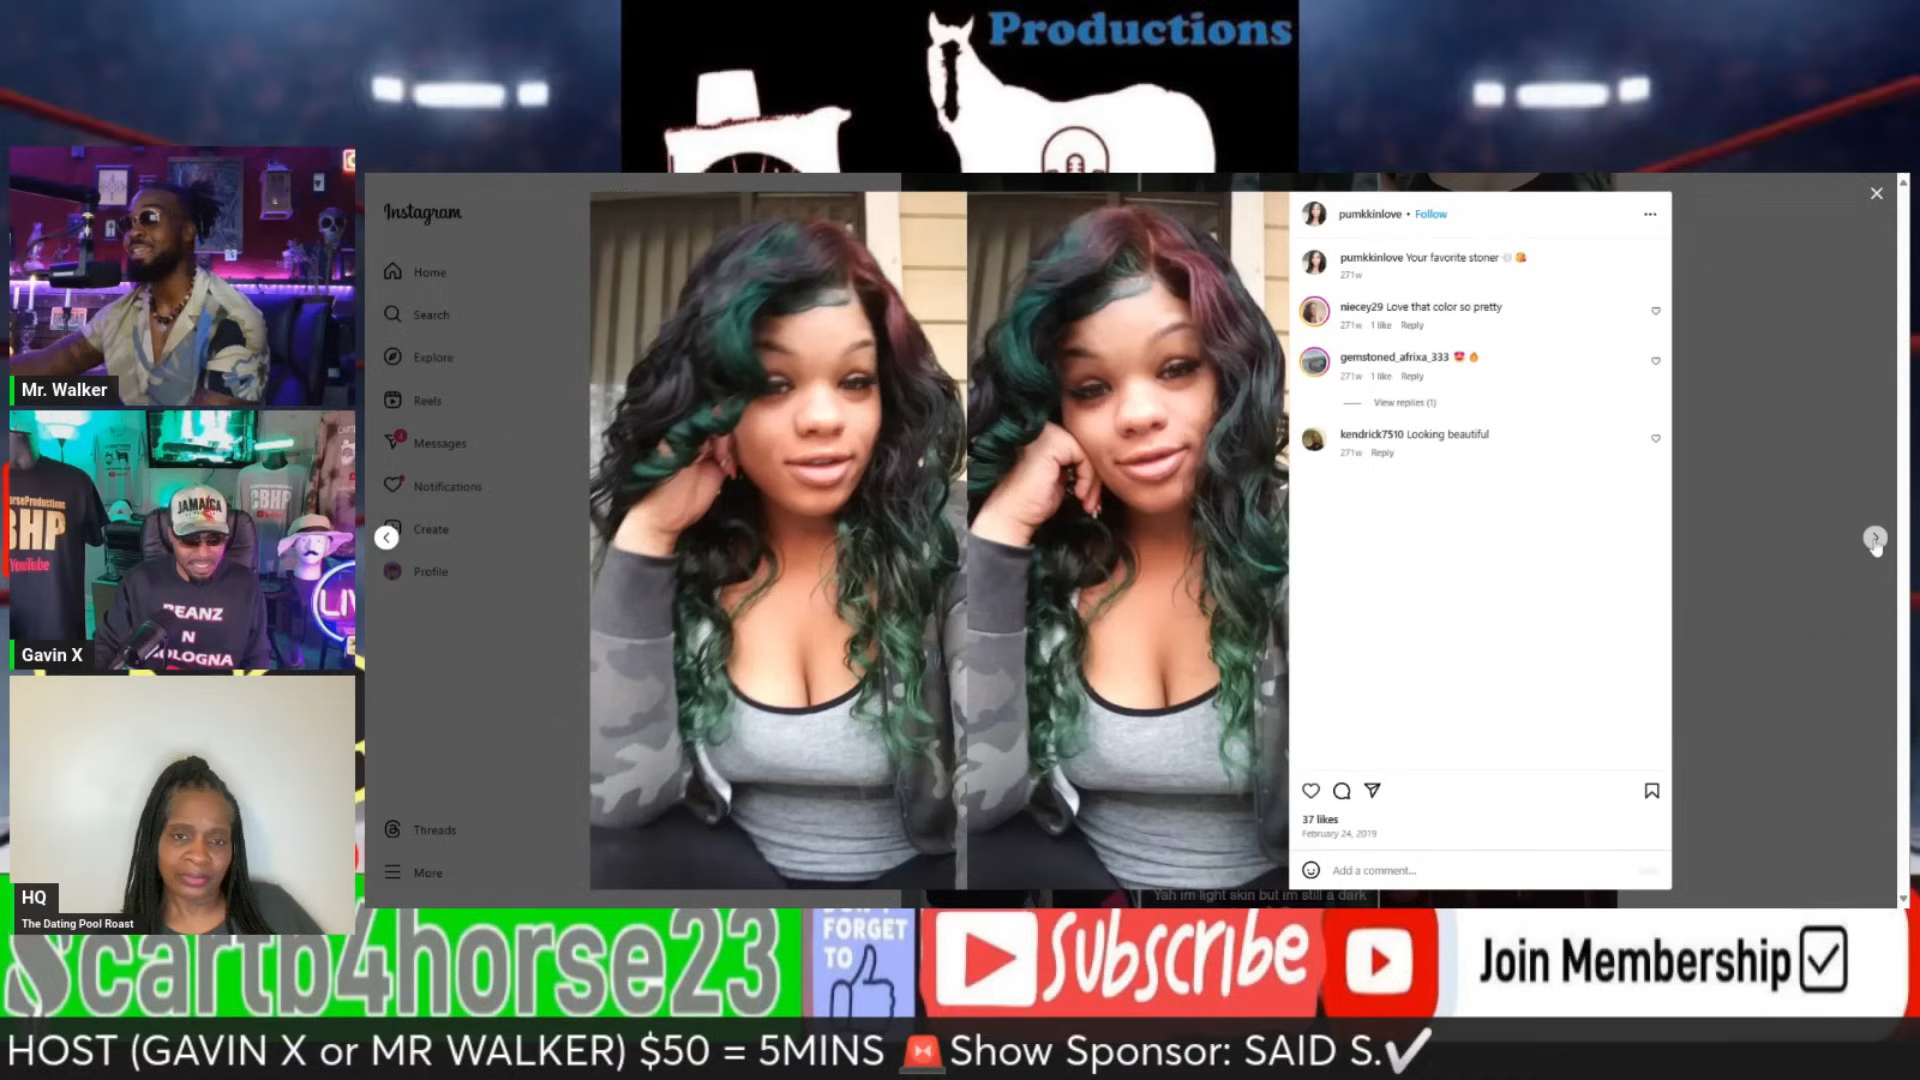 Productions
Mr. Walker
JAMAICA
rseProductions
BHP
YouTube
CBHP
BEANZ
N
BOLOGNA
LIV
Gavin X
HQ
The Dating Pool Roast
Instagram
Home
Search
Explore
Reels
Messages
Notifications
Create
Profile
Threads
More
pumkkinlove • Follow
pumkkinlove Your favorite stoner
271w
niecey29 Love that color so pretty
271w 1 like Reply
gemstoned_afrixa_333 😍 🔥
271w 1 like Reply
View replies (1)
kendrick7510 Looking beautiful
271w Reply
37 likes
February 24, 2019
Add a comment...
Yah im light skin but im still a dark
cartb4horse23
FORGET
TO
Subscribe
Join Membership
HOST (GAVIN X or MR WALKER) $50 = 5MINS 🚨Show Sponsor: SAID S.✔